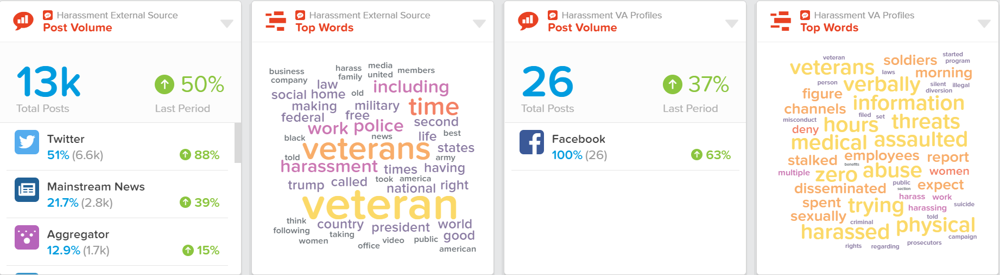 Harassment External Source
Post Volume
13k
50%
Total Posts
Last Period
Twitter
51% (6.6k)
88%
Mainstream News
21.7% (2.8k)
39%
Aggregator
12.9% (1.7k)
15%
Harassment External Source
Top Words
media
harass
business
united
members
company
family
law
including
social home
old
making
military
time
federal
free
second
work police
black
news
life
best
veterans
states
told
army
harassment
times
having
took
america
trump
called
national
right
veteran
think
country
president
world
following
taking
good
women
video
public
office
american
Harassment VA Profiles
Post Volume
26
37%
Total Posts
Last Period
Facebook
100% (26)
63%
Harassment VA Profiles
Top Words
started
veteran
soldiers
program
veterans
laws
morning
person
verbally
silent
illegal
diversion
figure
information
channels
filed
set
misconduct
hours
threats
deny
medical
assaulted
stalked
employees
report
benefits
multiple
zero
abuse
women
public
disseminated
section
expect
harass
work
spent
trying
harassing
suicide
sexually
told
criminal
physical
harassed
campaign
prosecutors
rights
regarding